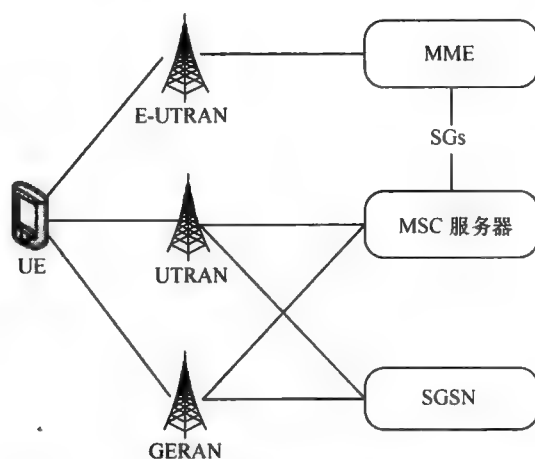 MME
E-UTRAN
SGs
MSC 服务器
UE
UTRAN
SGSN
GERAN